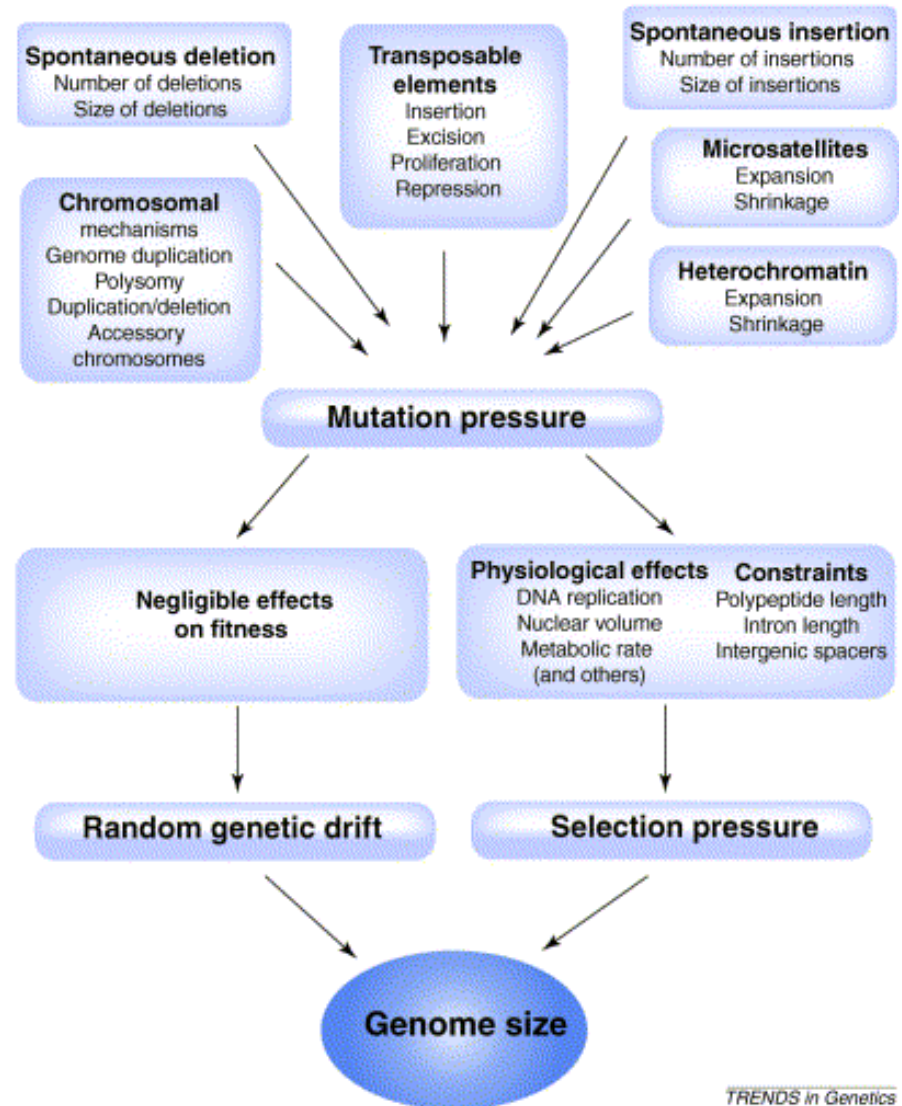 Spontaneous deletion
Number of deletions
Size of deletions
Transposable
elements
Insertion
Excision
Proliferation
Repression
Spontaneous insertion
Number of insertions
Size of insertions
Chromosomal
mechanisms
Genome duplication
Polysomy
Duplication/deletion
Accessory
chromosomes
Microsatellites
Expansion
Shrinkage
Heterochromatin
Expansion
Shrinkage
Mutation pressure
Negligible effects
on fitness
Physiological effects
DNA replication
Nuclear volume
Metabolic rate
(and others)
Constraints
Polypeptide length
Intron length
Intergenic spacers
Random genetic drift
Selection pressure
Genome size
TRENDS in Genetics